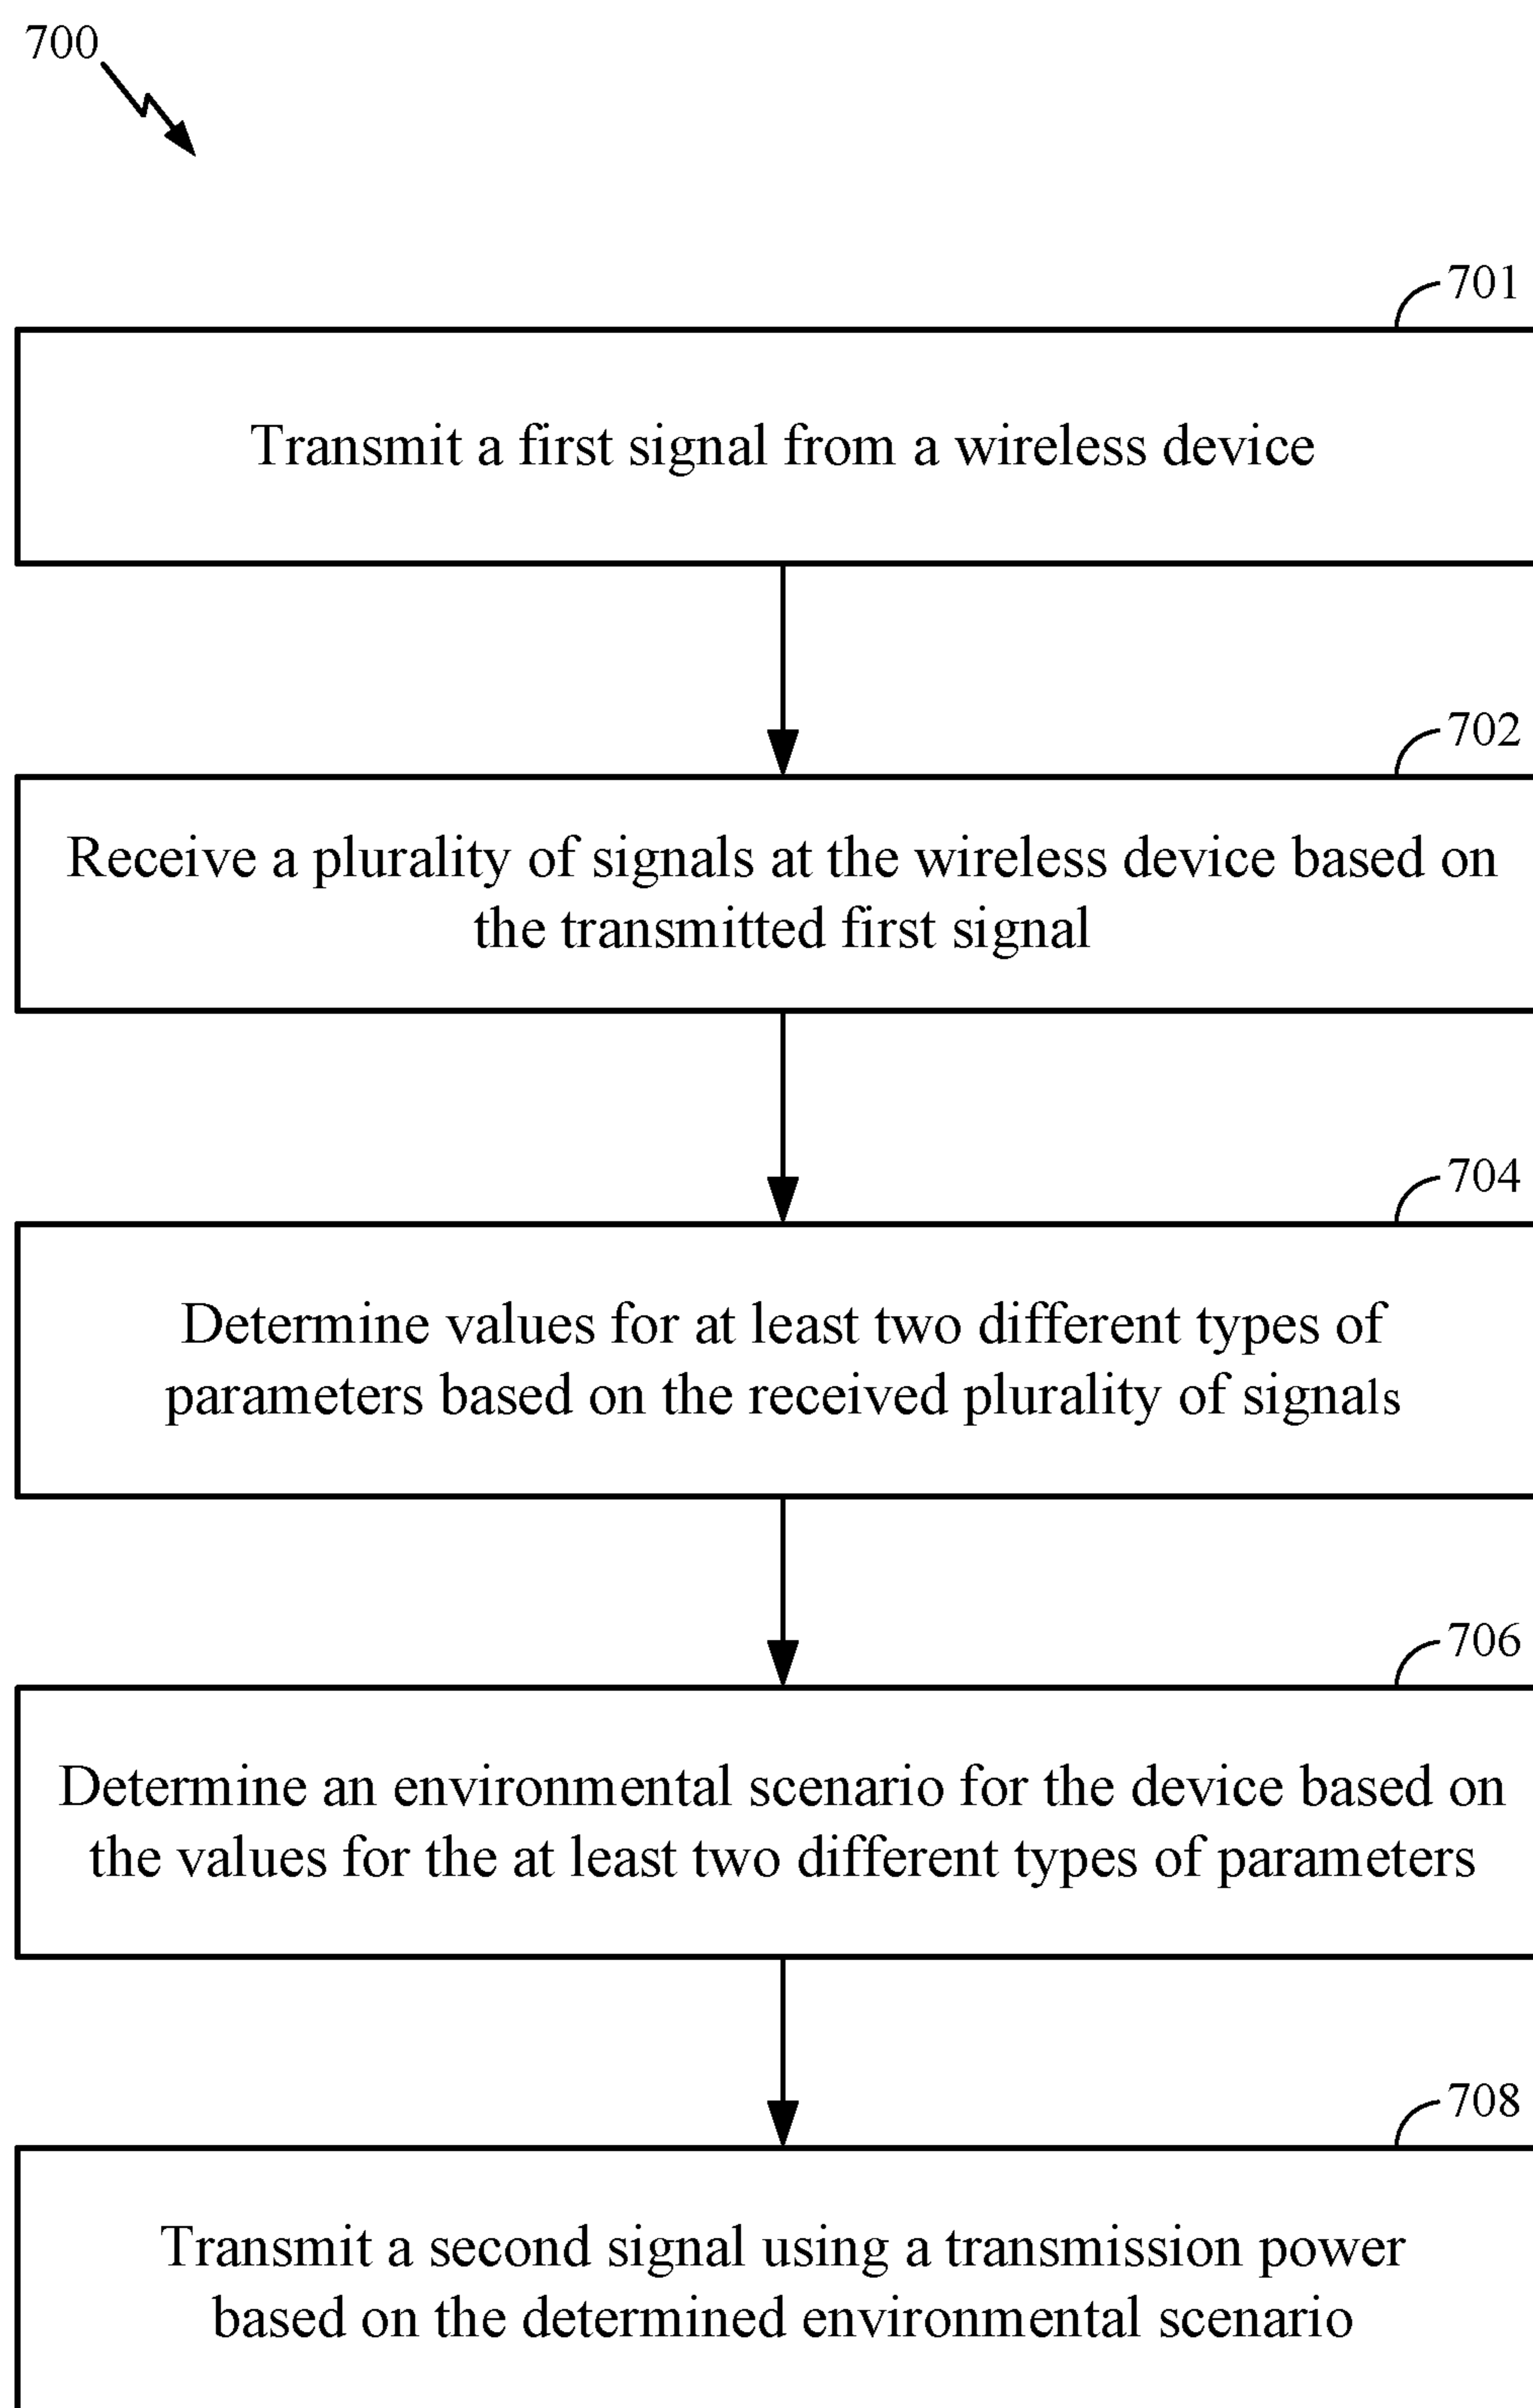 700
701
Transmit a first signal from a wireless device
702
Receive a plurality of signals at the wireless device based on
the transmitted first signal
704
Determine values for at least two different types of
parameters based on the received plurality of signals
706
Determine an environmental scenario for the device based on
the values for the at least two different types of parameters
708
Transmit a second signal using a transmission power
based on the determined environmental scenario